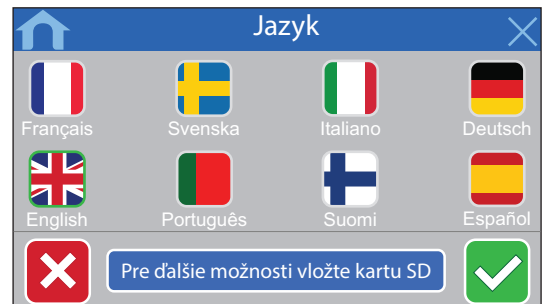 Jazyk
Français Svenska Italiano Deutsch
English Português Suomi Español
Pre ďalšie možnosti vložte kartu SD